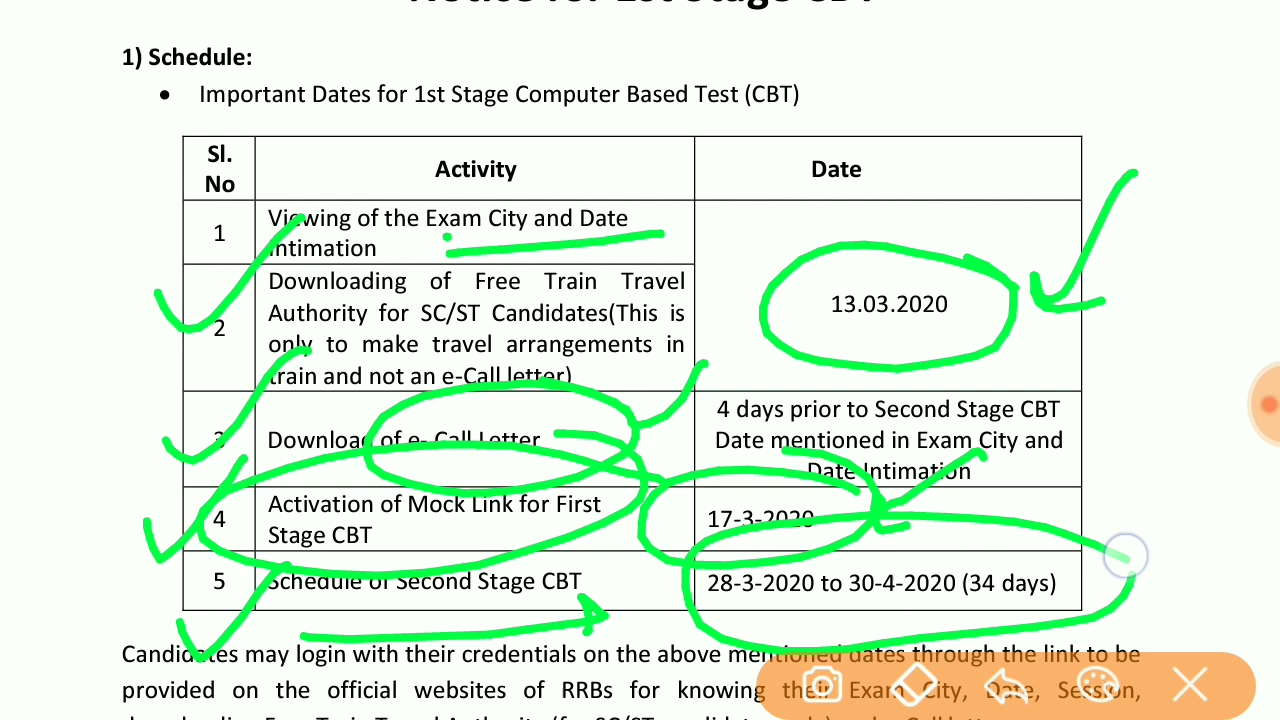 Notice for 1st Stage CBT
1) Schedule:
• Important Dates for 1st Stage Computer Based Test (CBT)
Sl.
No
Activity
Date
1
Viewing of the Exam City and Date
Intimation
13.03.2020
2
Downloading of Free Train Travel
Authority for SC/ST Candidates(This is
only to make travel arrangements in
train and not an e-Call letter)
3
Download of e- Call Letter
4 days prior to Second Stage CBT
Date mentioned in Exam City and
Date Intimation
4
Activation of Mock Link for First
Stage CBT
17-3-2020
5
Schedule of Second Stage CBT
28-3-2020 to 30-4-2020 (34 days)
Candidates may login with their credentials on the above mentioned dates through the link to be
provided on the official websites of RRBs for knowing their Exam City, Date, Session,